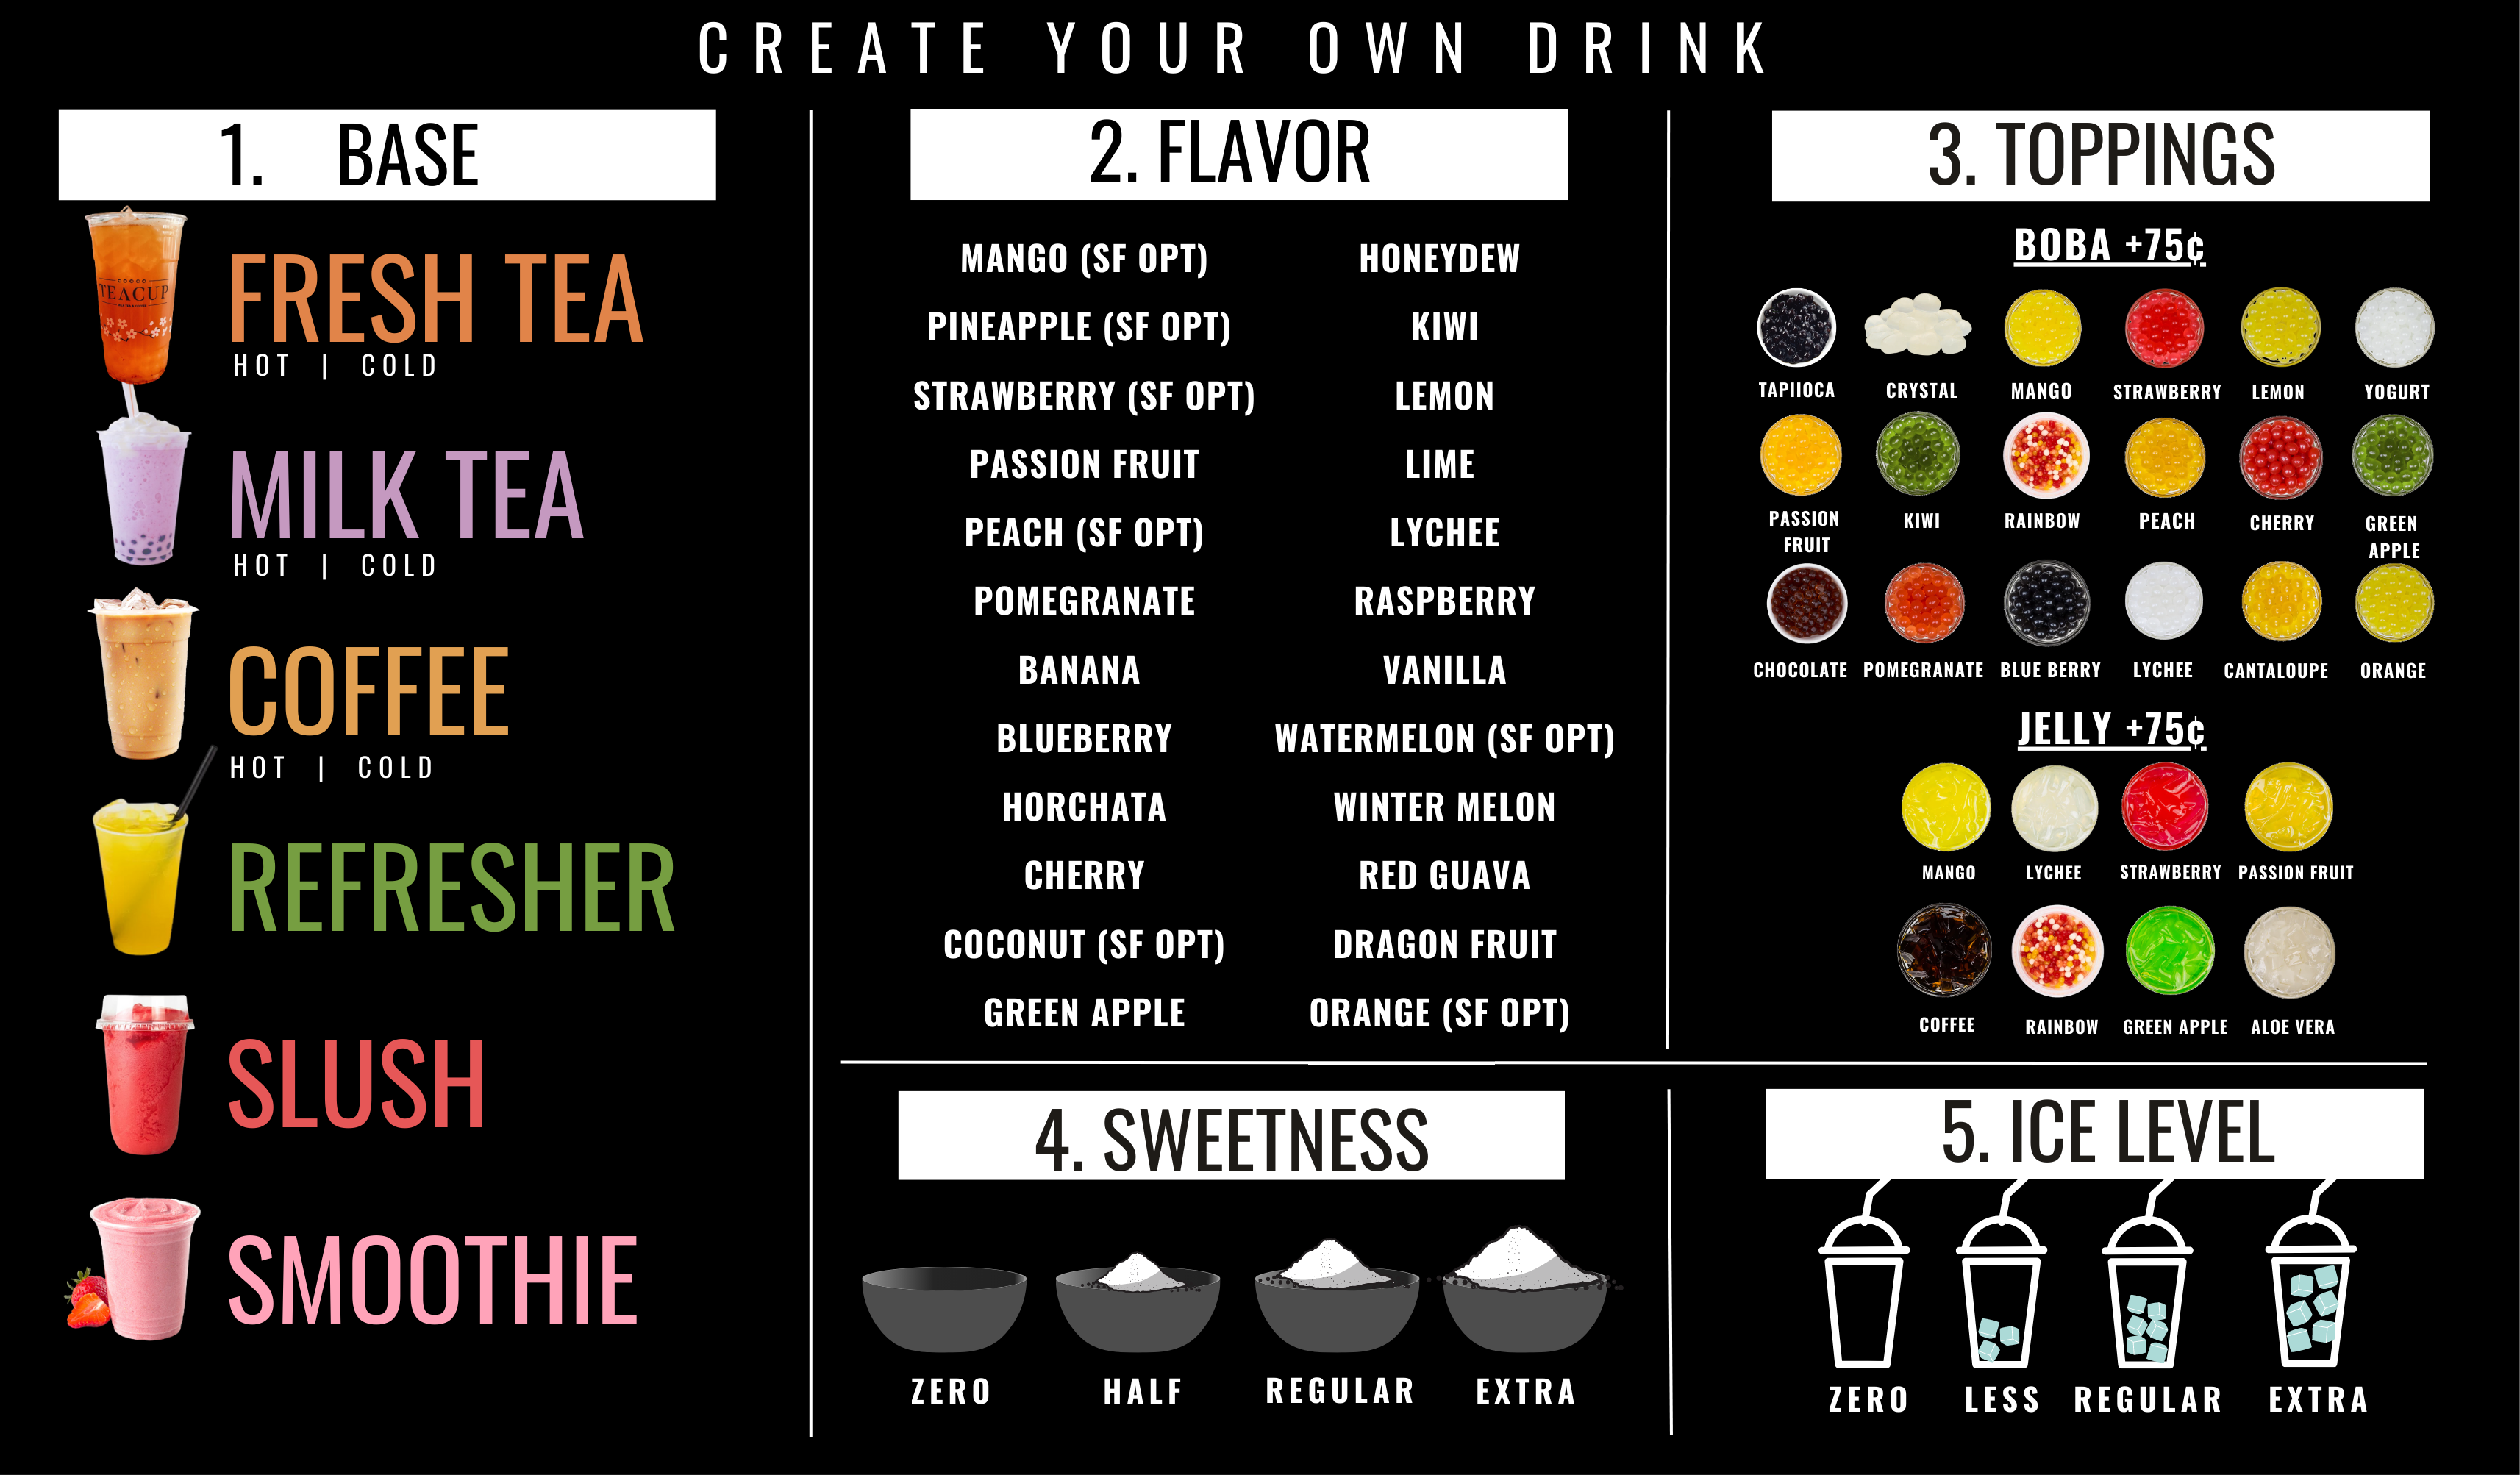 CREATE YOUR OWN DRINK
1. BASE
TEACUP
FRESH TEA
HOT | COLD
MILK TEA
HOT | COLD
COFFEE
HOT | COLD
REFRESHER
SLUSH
SMOOTHIE
2. FLAVOR
MANGO (SF OPT)
PINEAPPLE (SF OPT)
STRAWBERRY (SF OPT)
PASSION FRUIT
PEACH (SF OPT)
POMEGRANATE
BANANA
BLUEBERRY
HORCHATA
CHERRY
COCONUT (SF OPT)
GREEN APPLE
HONEYDEW
KIWI
LEMON
LIME
LYCHEE
RASPBERRY
VANILLA
WATERMELON (SF OPT)
WINTER MELON
RED GUAVA
DRAGON FRUIT
ORANGE (SF OPT)
3. TOPPINGS
BOBA +75¢
TAPIIOCA
CRYSTAL
MANGO
STRAWBERRY
LEMON
YOGURT
PASSION
FRUIT
KIWI
RAINBOW
PEACH
CHERRY
GREEN
APPLE
CHOCOLATE
POMEGRANATE
BLUE BERRY
LYCHEE
CANTALOUPE
ORANGE
JELLY +75¢
MANGO
LYCHEE
STRAWBERRY
PASSION FRUIT
COFFEE
RAINBOW
GREEN APPLE
ALOE VERA
4. SWEETNESS
ZERO
HALF
REGULAR
EXTRA
5. ICE LEVEL
ZERO
LESS
REGULAR
EXTRA